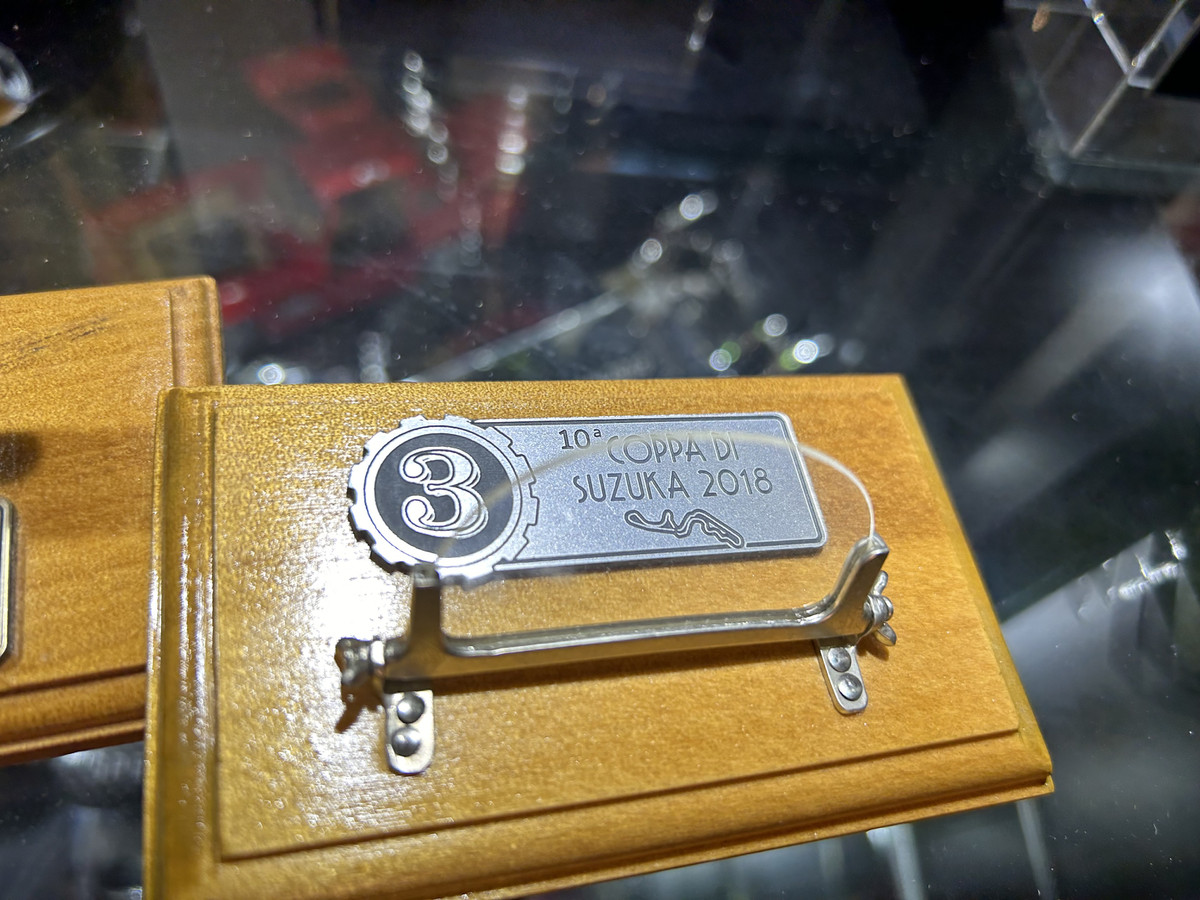 3
10ª COPPA DI
SUZUKA 2018